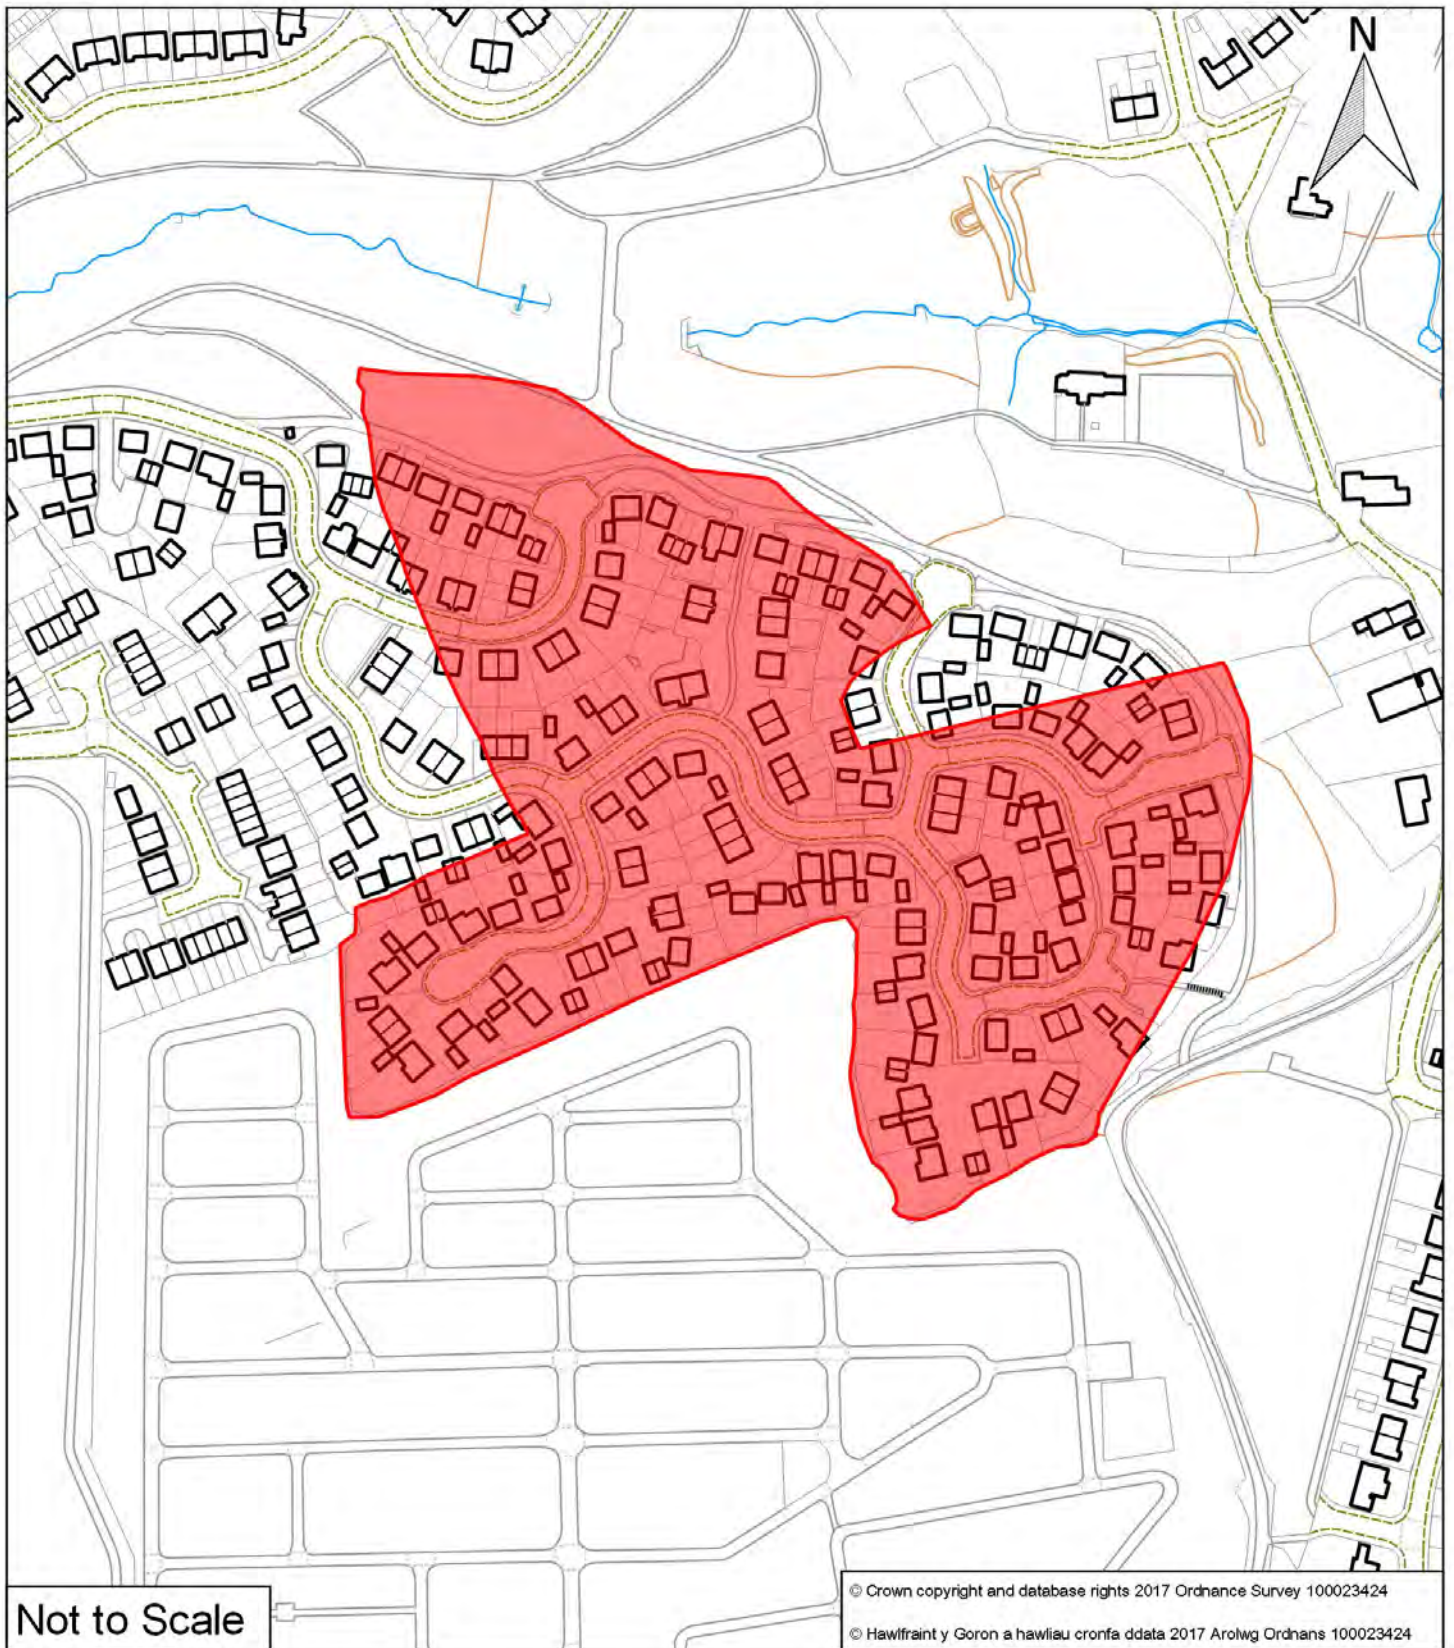 N
Not to Scale
© Crown copyright and database rights 2017 Ordnance Survey 100023424
© Hawlfraint y Goron a hawliau cronfa ddata 2017 Arolwg Ordnans 100023424